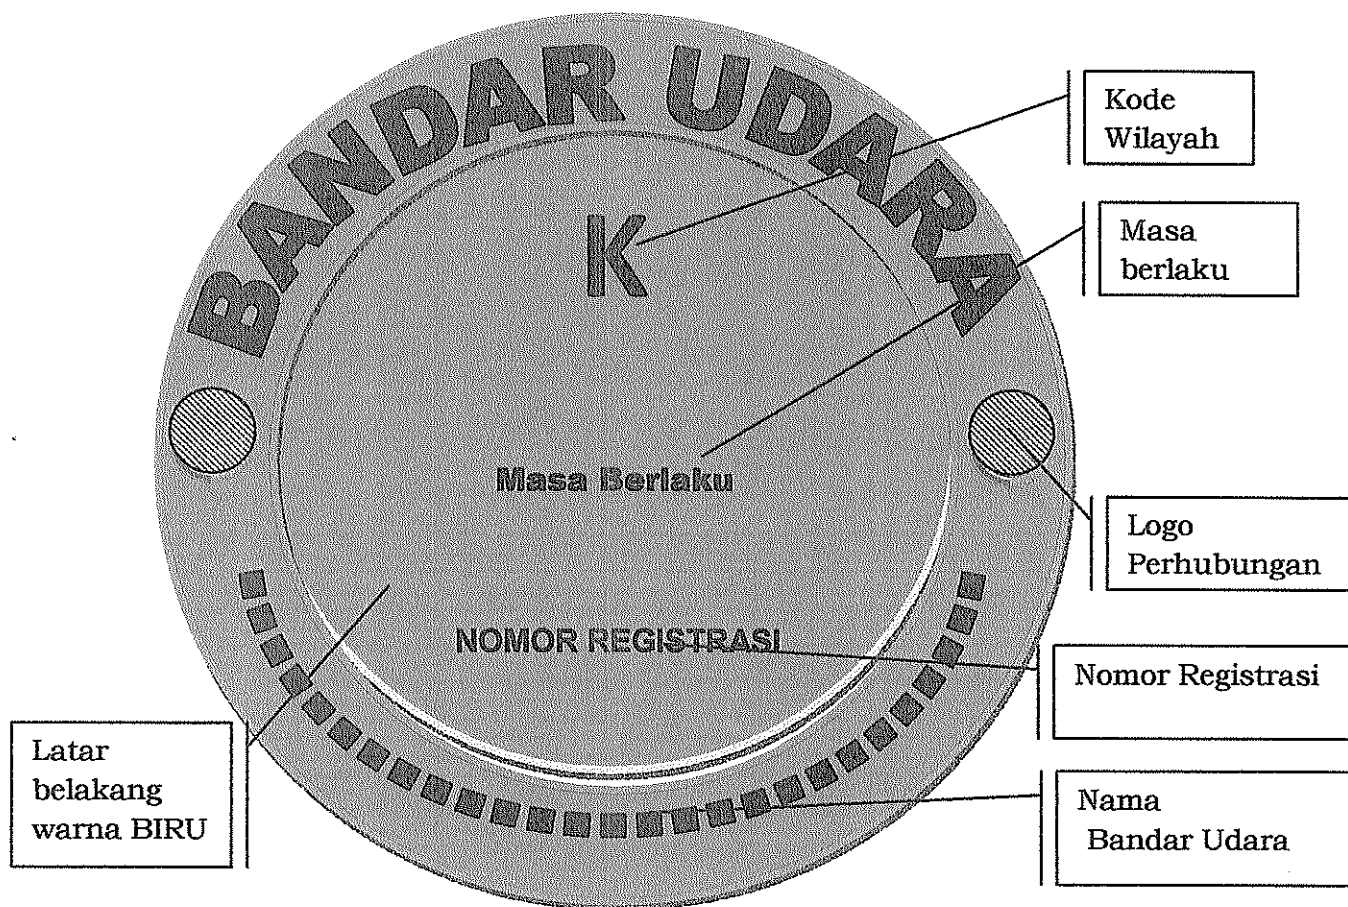 BANDAR UDARA
K
Masa Berlaku
NOMOR REGISTRASI
Kode
Wilayah
Masa
berlaku
Logo
Perhubungan
Nomor Registrasi
Nama
Bandar Udara
Latar
belakang
warna BIRU